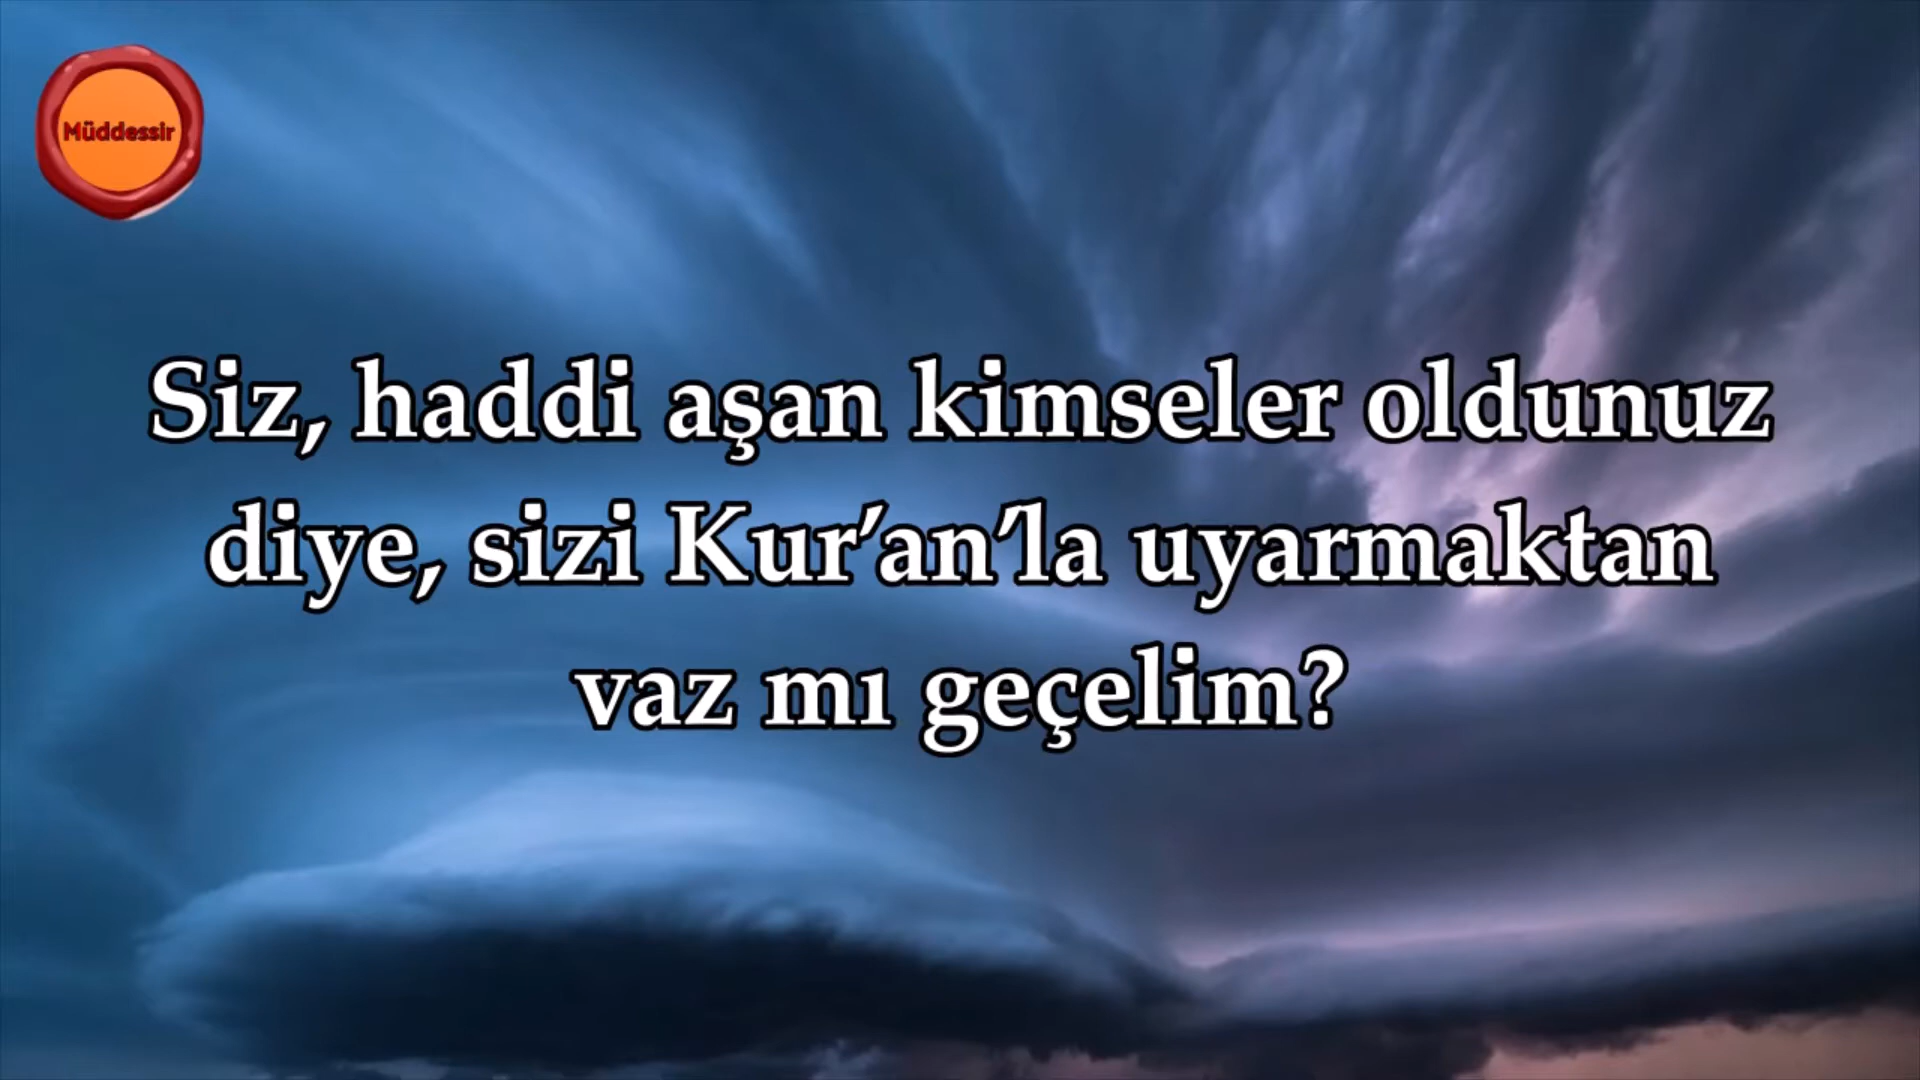 Müddessir
Siz, haddi aşan kimseler oldunuz
diye, sizi Kur’an’la uyarmaktan
vaz mı geçelim?